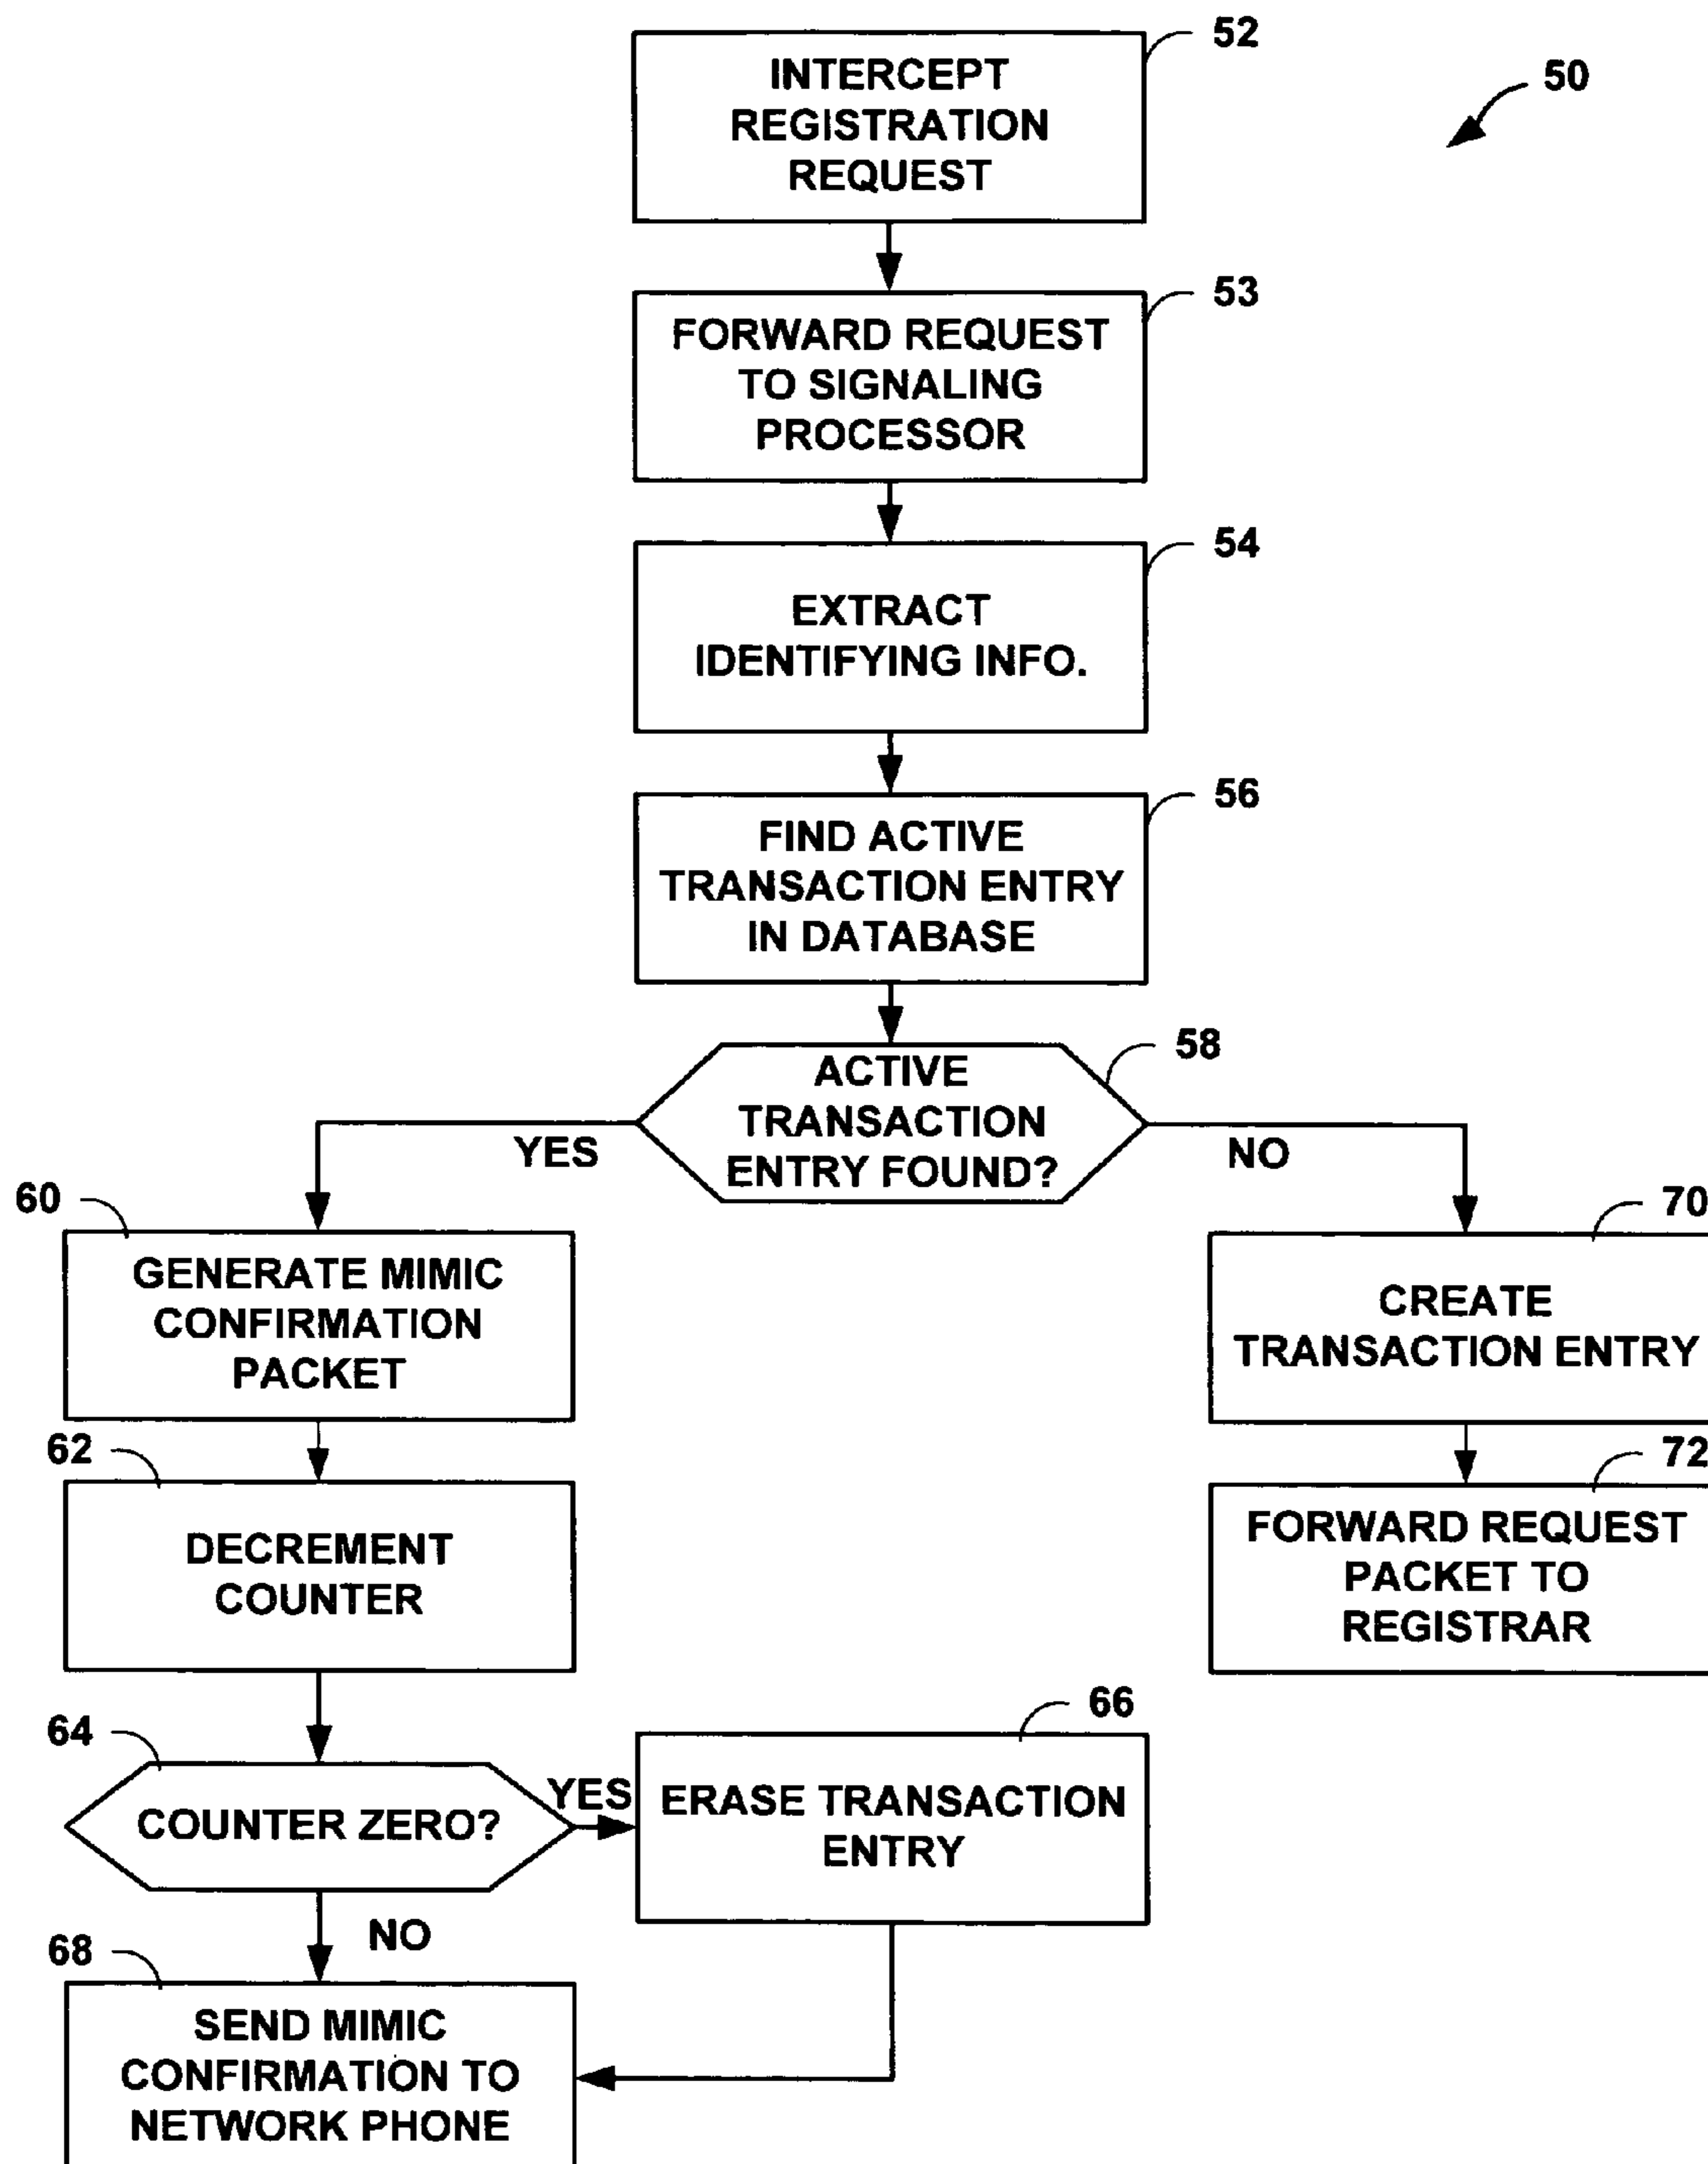 52
INTERCEPT
REGISTRATION
REQUEST
50
53
FORWARD REQUEST
TO SIGNALING
PROCESSOR
54
EXTRACT
IDENTIFYING INFO.
56
FIND ACTIVE
TRANSACTION ENTRY
IN DATABASE
58
ACTIVE
TRANSACTION
ENTRY FOUND?
YES
NO
60
GENERATE MIMIC
CONFIRMATION
PACKET
70
CREATE
TRANSACTION ENTRY
62
DECREMENT
COUNTER
72
FORWARD REQUEST
PACKET TO
REGISTRAR
64
COUNTER ZERO?
YES
66
ERASE TRANSACTION
ENTRY
NO
68
SEND MIMIC
CONFIRMATION TO
NETWORK PHONE